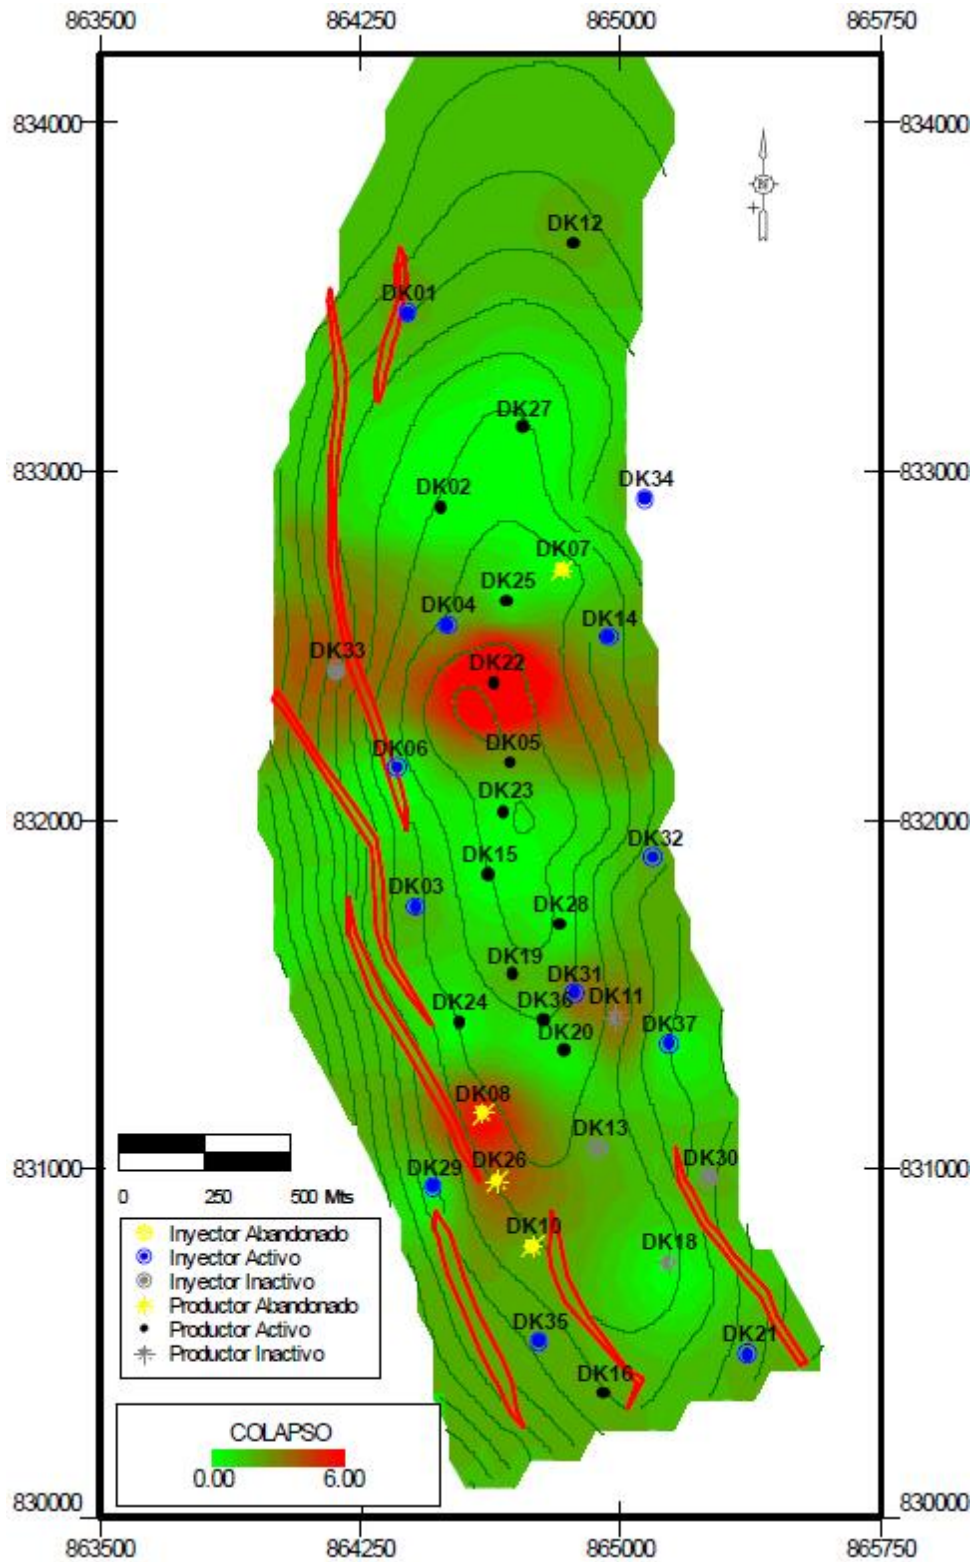 863500 864250 865000 865750
834000 834000
DK12
DK01
DK27
833000 833000
DK02
DK34
DK07
DK25
DK04
DK14
DK33
DK22
DK05
DK06
DK23
832000 832000
DK32
DK15
DK03
DK28
DK19
DK31
DK11
DK24
DK36
DK37
DK20
DK08
DK13
831000 831000
DK29
DK26
DK30
0 250 500 Mts
DK10
DK18
Inyector Abandonado
Inyector Activo
Inyector Inactivo
Productor Abandonado
Productor Activo
Productor Inactivo
DK35
DK21
DK16
COLAPSO
0.00 6.00
830000 830000
863500 864250 865000 865750